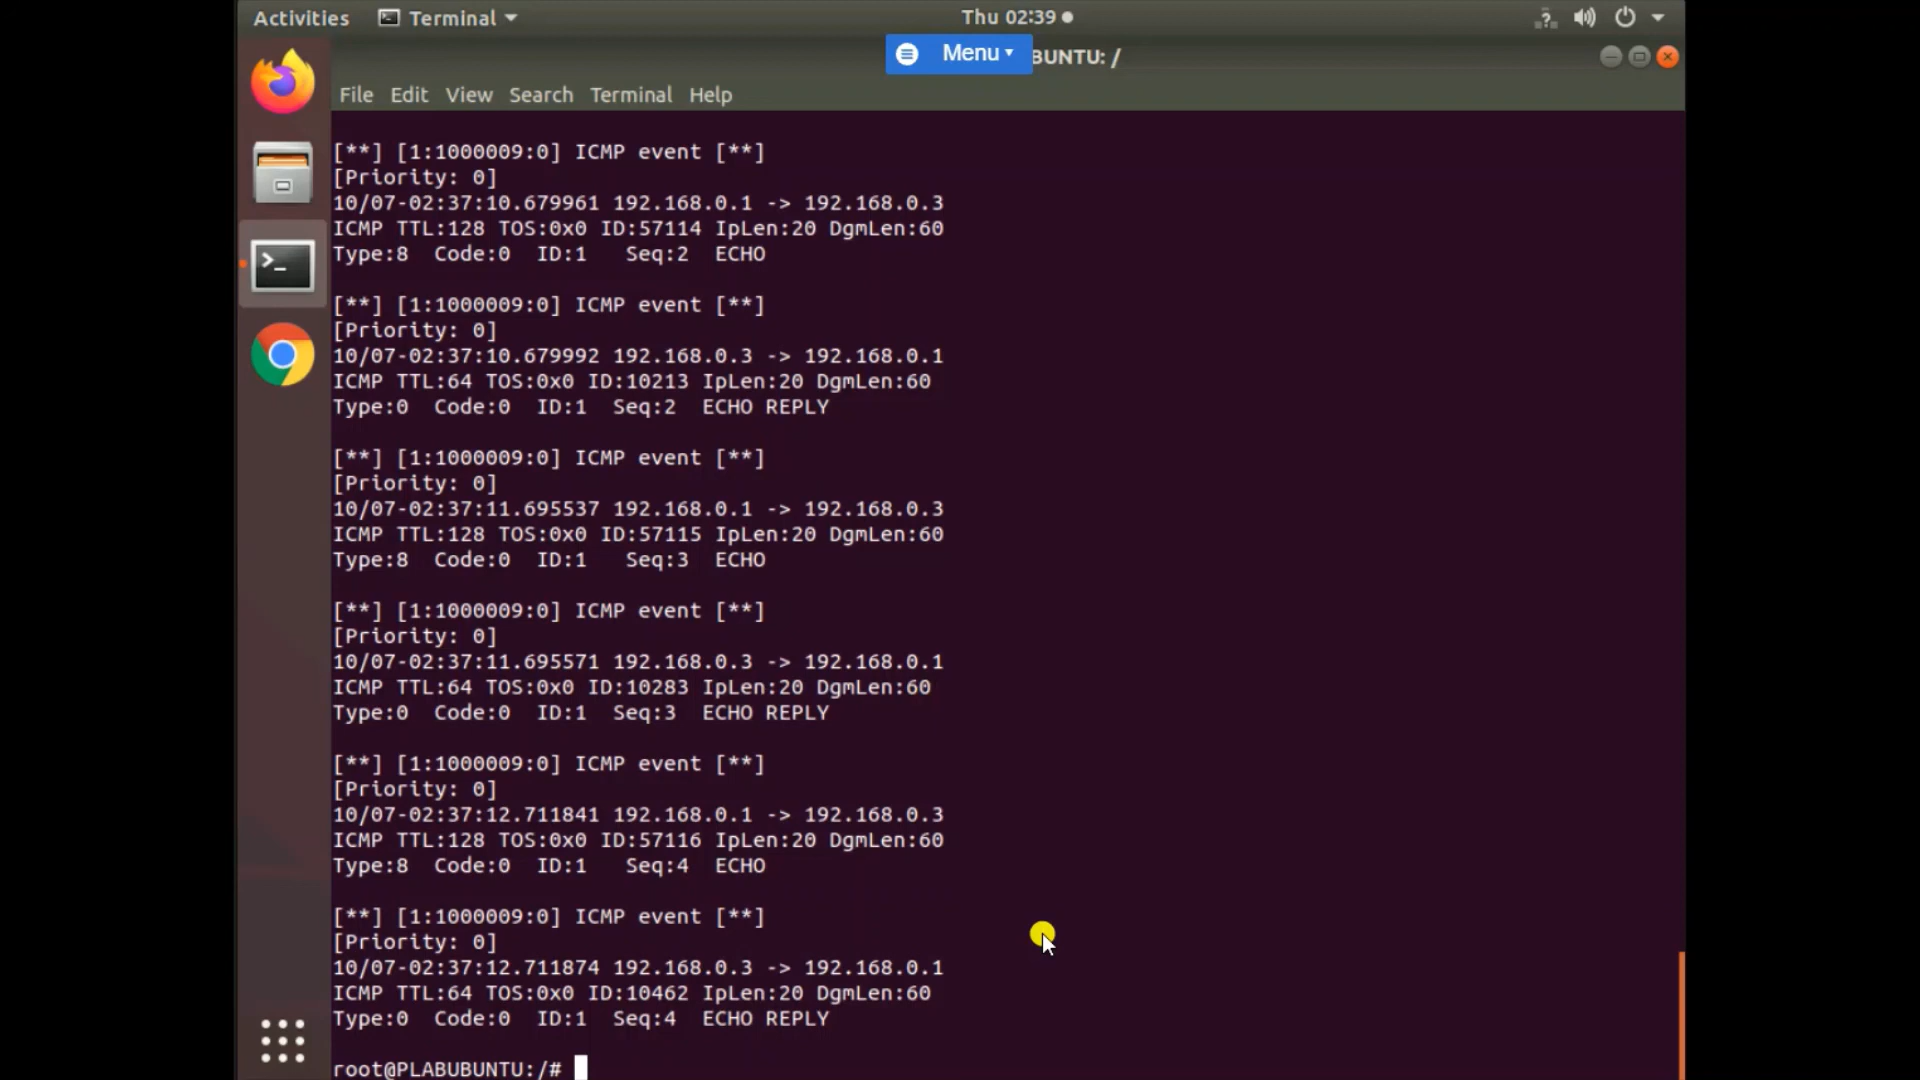 Activities Terminal Thu 02:39
Menu BUNTU: /
File Edit View Search Terminal Help
[**] [1:1000009:0] ICMP event [**]
[Priority: 0]
10/07-02:37:10.679961 192.168.0.1 -> 192.168.0.3
ICMP TTL:128 TOS:0x0 ID:57114 IpLen:20 DgmLen:60
Type:8 Code:0 ID:1 Seq:2 ECHO
[**] [1:1000009:0] ICMP event [**]
[Priority: 0]
10/07-02:37:10.679992 192.168.0.3 -> 192.168.0.1
ICMP TTL:64 TOS:0x0 ID:10213 IpLen:20 DgmLen:60
Type:0 Code:0 ID:1 Seq:2 ECHO REPLY
[**] [1:1000009:0] ICMP event [**]
[Priority: 0]
10/07-02:37:11.695537 192.168.0.1 -> 192.168.0.3
ICMP TTL:128 TOS:0x0 ID:57115 IpLen:20 DgmLen:60
Type:8 Code:0 ID:1 Seq:3 ECHO
[**] [1:1000009:0] ICMP event [**]
[Priority: 0]
10/07-02:37:11.695571 192.168.0.3 -> 192.168.0.1
ICMP TTL:64 TOS:0x0 ID:10283 IpLen:20 DgmLen:60
Type:0 Code:0 ID:1 Seq:3 ECHO REPLY
[**] [1:1000009:0] ICMP event [**]
[Priority: 0]
10/07-02:37:12.711841 192.168.0.1 -> 192.168.0.3
ICMP TTL:128 TOS:0x0 ID:57116 IpLen:20 DgmLen:60
Type:8 Code:0 ID:1 Seq:4 ECHO
[**] [1:1000009:0] ICMP event [**]
[Priority: 0]
10/07-02:37:12.711874 192.168.0.3 -> 192.168.0.1
ICMP TTL:64 TOS:0x0 ID:10462 IpLen:20 DgmLen:60
Type:0 Code:0 ID:1 Seq:4 ECHO REPLY
root@PLABUBUNTU:/#